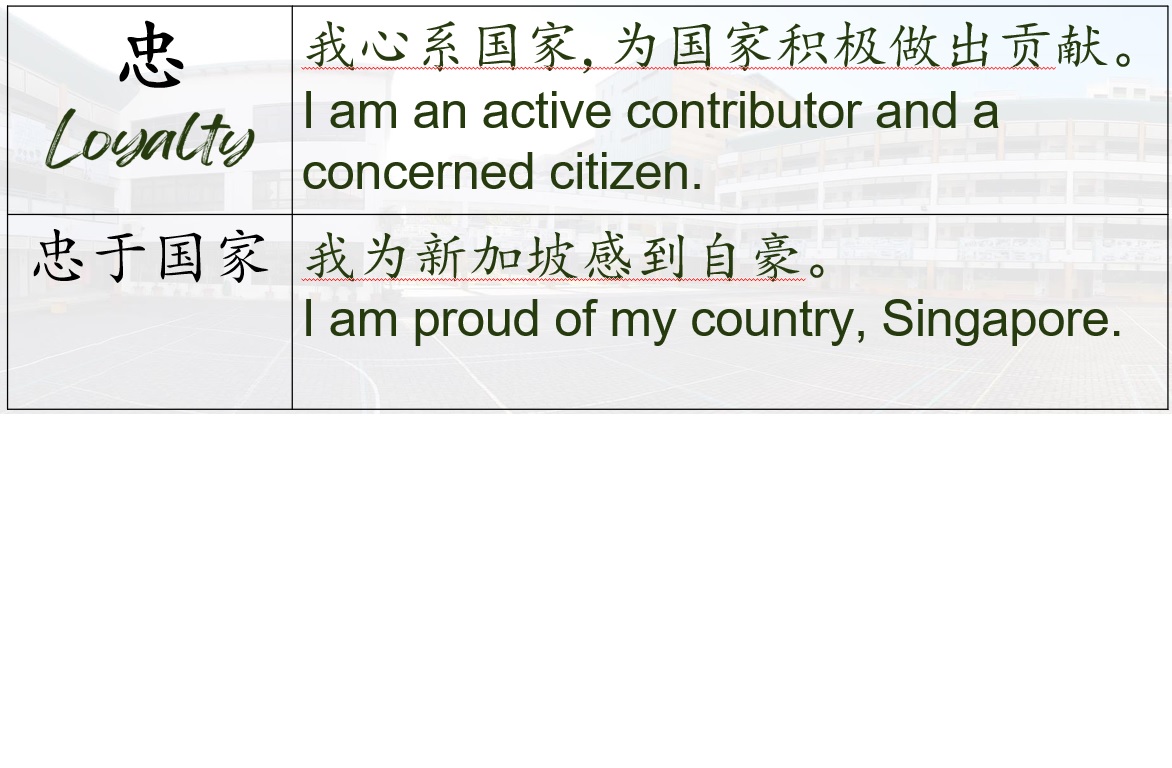 忠
Loyalty
我心系国家,为国家积极做出贡献。
I am an active contributor and a
concerned citizen.
忠于国家
我为新加坡感到自豪。
I am proud of my country, Singapore.